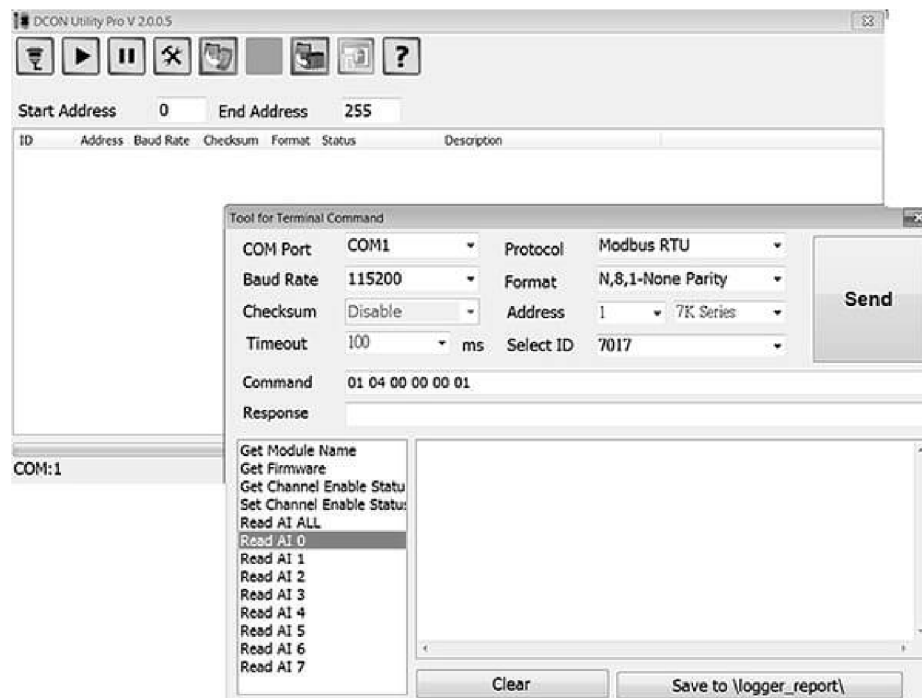 DCON Utility Pro V 2.0.0.5
Start Address 0 End Address 255
ID Address Baud Rate Checksum Format Status Description
Tool for Terminal Command
COM Port COM1 Protocol Modbus RTU
Baud Rate 115200 Format N,8,1-None Parity
Checksum Disable Address 1 7K Series
Timeout 100 ms Select ID 7017
Send
Command 01 04 00 00 00 01
Response
COM:1
Get Module Name
Get Firmware
Get Channel Enable Statu
Set Channel Enable Status
Read AI ALL
Read AI 0
Read AI 1
Read AI 2
Read AI 3
Read AI 4
Read AI 5
Read AI 6
Read AI 7
Clear Save to \logger_report\